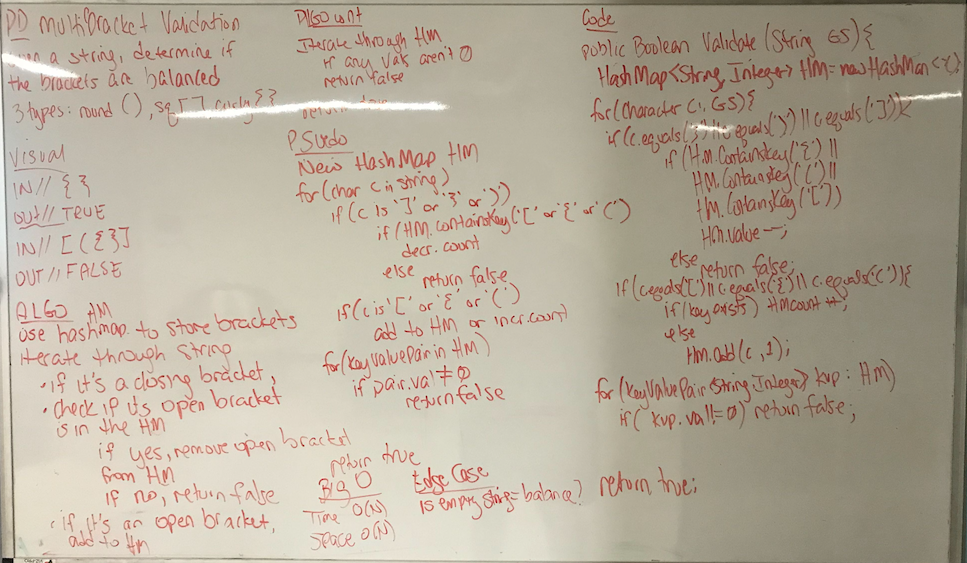 PD Multibracket Validation
a string, determine if
the brackets are balanced
3 types: round (), sq [], curly {}
Visual
IN// { }
OUT// TRUE
IN// [({}]
OUT// FALSE
ALGO HM
use hashmap to store brackets
iterate through string
· if it's a closing bracket,
· check if its open bracket
is in the HM
if yes, remove open bracket
from HM
if no, return false
· if it's an open bracket,
add to HM
ALGO cont
Iterate through HM
if any vals aren't 0
return false
PSUDO
New HashMap HM
for(char c in string)
if(c is ']' or '}' or ')')
if(HM.containsKey('[' or '{' or '(')
decr. count
else
return false
if(c is '[' or '{' or '(')
add to HM or incr.count
for(KeyValuePair in HM)
if pair.val ≠ 0
return false
return true
Big O
Time O(N)
Space O(N)
Edge Case
is empty string = balance?
Code
public Boolean Validate (String GS){
HashMap<String, Integer> HM = new HashMap<>();
for(Character c : GS){
if(c.equals('}') || c.equals(')') || c.equals(']')){
if(HM.ContainsKey('{') ||
HM.ContainsKey('(') ||
HM.ContainsKey('[')
HM.value--;
else
return false;
if(c.equals('[') || c.equals('{') || c.equals('('){
if(key exists) HMcount ++;
else
HM.add(c, 1);
for(KeyValuePair<String, Integer> kvp : HM)
if(kvp.val != 0) return false;
return true;